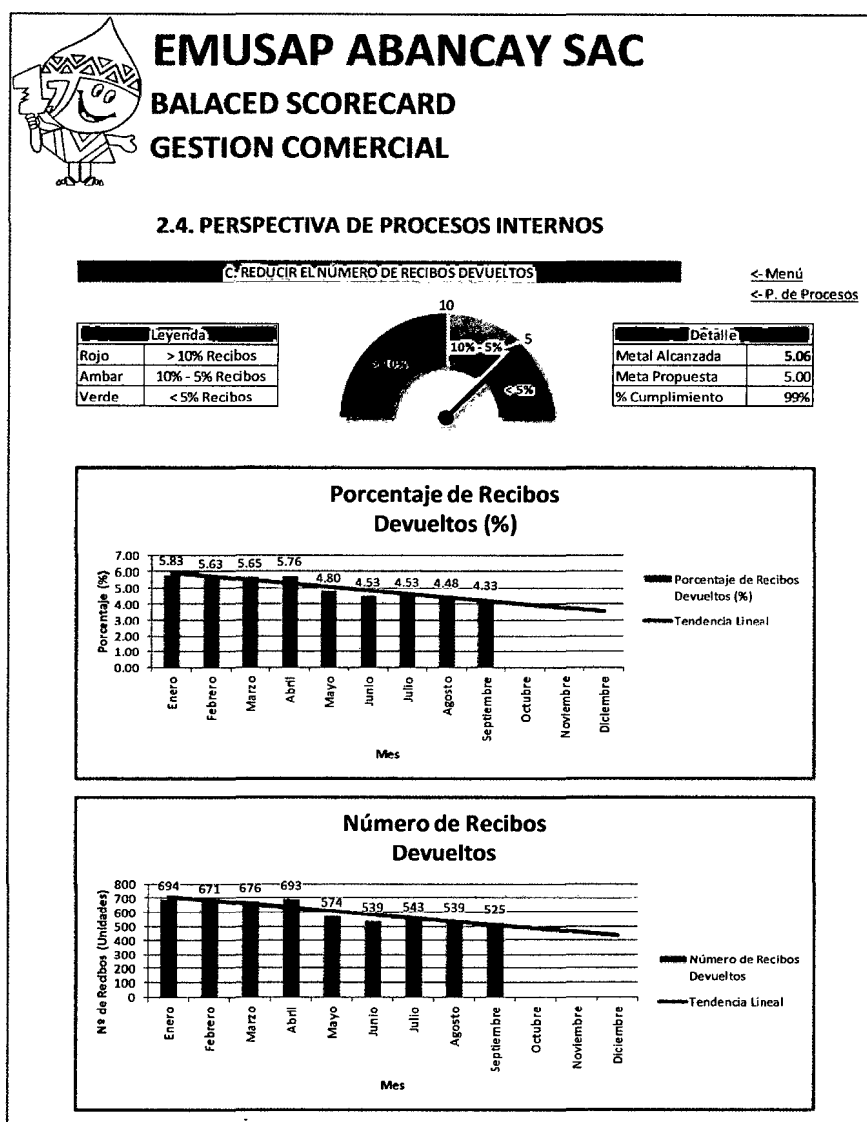 EMUSAP ABANCAY SAC
BALACED SCORECARD
GESTION COMERCIAL
2.4. PERSPECTIVA DE PROCESOS INTERNOS
C: REDUCIR EL NÚMERO DE RECIBOS DEVUELTOS
<- Menú
<- P. de Procesos
Leyenda
Rojo > 10% Recibos
Ambar 10% - 5% Recibos
Verde < 5% Recibos
10
5
> 10%
10% - 5%
< 5%
Detalle
Metal Alcanzada 5.06
Meta Propuesta 5.00
% Cumplimiento 99%
Porcentaje de Recibos
Devueltos (%)
Porcentaje (%)
7.00
6.00
5.00
4.00
3.00
2.00
1.00
0.00
5.83 5.63 5.65 5.76 4.80 4.53 4.53 4.48 4.33
Enero Febrero Marzo Abril Mayo Junio Julio Agosto Septiembre Octubre Noviembre Diciembre
Mes
Porcentaje de Recibos
Devueltos (%)
Tendencia Lineal
Número de Recibos
Devueltos
Nº de Recibos (Unidades)
800
700
600
500
400
300
200
100
0
694 671 676 693 574 539 543 539 525
Enero Febrero Marzo Abril Mayo Junio Julio Agosto Septiembre Octubre Noviembre Diciembre
Mes
Número de Recibos
Devueltos
Tendencia Lineal